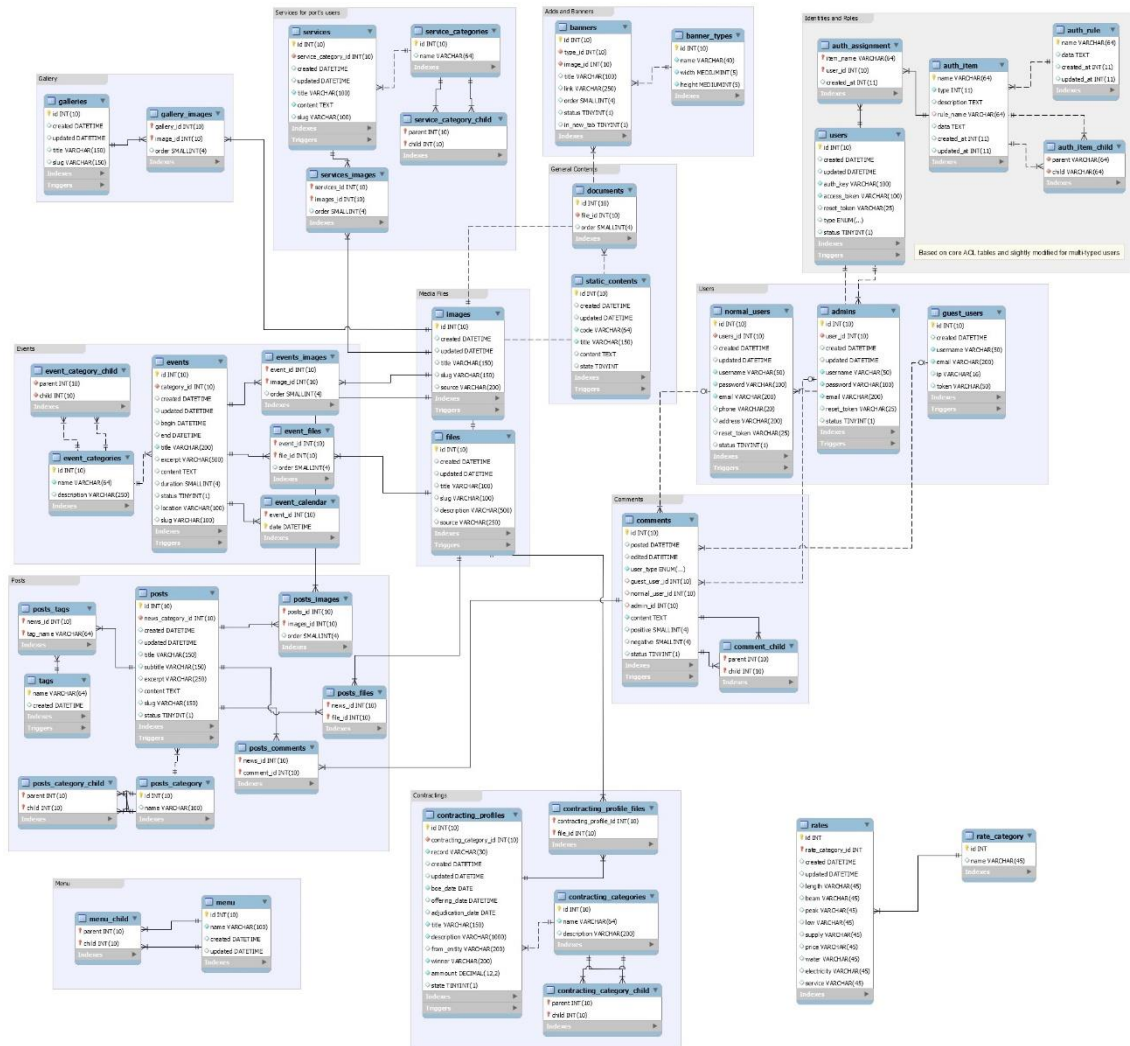 Services for port's users
services
id INT(10)
service_category_id INT(10)
created DATETIME
updated DATETIME
title VARCHAR(100)
content TEXT
slug VARCHAR(100)
Indexes
Triggers
service_categories
id INT(10)
name VARCHAR(64)
Indexes
service_category_child
parent INT(10)
child INT(10)
Indexes
services_images
services_id INT(10)
images_id INT(10)
order SMALLINT(4)
Indexes
Adds and Banners
banners
id INT(10)
type_id INT(10)
image_id INT(10)
title VARCHAR(100)
link VARCHAR(250)
order SMALLINT(4)
status TINYINT(1)
in_new_tab TINYINT(1)
Indexes
banner_types
id INT(10)
name VARCHAR(40)
width MEDIUMINT(5)
height MEDIUMINT(5)
Indexes
Identities and Roles
auth_assignment
item_name VARCHAR(64)
user_id INT(10)
created_at INT(11)
Indexes
auth_item
name VARCHAR(64)
type INT(11)
description TEXT
rule_name VARCHAR(64)
data TEXT
created_at INT(11)
updated_at INT(11)
Indexes
auth_rule
name VARCHAR(64)
data TEXT
created_at INT(11)
updated_at INT(11)
Indexes
auth_item_child
parent VARCHAR(64)
child VARCHAR(64)
Indexes
users
id INT(10)
created DATETIME
updated DATETIME
auth_key VARCHAR(100)
access_token VARCHAR(100)
reset_token VARCHAR(25)
type ENUM(...)
status TINYINT(1)
Indexes
Triggers
Based on core ACL tables and slightly modified for multi-typed users
Gallery
galleries
id INT(10)
created DATETIME
updated DATETIME
title VARCHAR(150)
slug VARCHAR(150)
Indexes
Triggers
gallery_images
gallery_id INT(10)
image_id INT(10)
order SMALLINT(4)
Indexes
General Contents
documents
id INT(10)
file_id INT(10)
order SMALLINT(4)
Indexes
static_contents
id INT(10)
created DATETIME
updated DATETIME
code VARCHAR(64)
title VARCHAR(150)
content TEXT
state TINYINT
Indexes
Media Files
images
id INT(10)
created DATETIME
updated DATETIME
title VARCHAR(150)
slug VARCHAR(150)
source VARCHAR(200)
Indexes
files
id INT(10)
created DATETIME
updated DATETIME
title VARCHAR(100)
slug VARCHAR(100)
description VARCHAR(500)
source VARCHAR(250)
Indexes
Triggers
Users
normal_users
id INT(10)
users_id INT(10)
created DATETIME
updated DATETIME
username VARCHAR(50)
password VARCHAR(100)
email VARCHAR(200)
phone VARCHAR(20)
address VARCHAR(200)
reset_token VARCHAR(25)
status TINYINT(1)
Indexes
Triggers
admins
id INT(10)
user_id INT(10)
created DATETIME
updated DATETIME
username VARCHAR(50)
password VARCHAR(100)
email VARCHAR(200)
reset_token VARCHAR(25)
status TINYINT(1)
Indexes
Triggers
guest_users
id INT(10)
created DATETIME
username VARCHAR(50)
email VARCHAR(200)
ip VARCHAR(16)
token VARCHAR(50)
Indexes
Triggers
Events
event_category_child
parent INT(10)
child INT(10)
Indexes
event_categories
id INT(10)
name VARCHAR(64)
description VARCHAR(250)
Indexes
events
id INT(10)
category_id INT(10)
created DATETIME
updated DATETIME
begin DATETIME
end DATETIME
title VARCHAR(200)
excerpt VARCHAR(500)
content TEXT
duration SMALLINT(4)
status TINYINT(1)
location VARCHAR(100)
slug VARCHAR(100)
Indexes
Triggers
events_images
event_id INT(10)
image_id INT(10)
order SMALLINT(4)
Indexes
event_files
event_id INT(10)
file_id INT(10)
order SMALLINT(4)
Indexes
event_calendar
event_id INT(10)
date DATETIME
Indexes
Comments
comments
id INT(10)
posted DATETIME
edited DATETIME
user_type ENUM(...)
guest_user_id INT(10)
normal_user_id INT(10)
admin_id INT(10)
content TEXT
positive SMALLINT(4)
negative SMALLINT(4)
status TINYINT(1)
Indexes
Triggers
comment_child
parent INT(10)
child INT(10)
Indexes
Posts
posts_tags
news_id INT(10)
tag_name VARCHAR(64)
Indexes
tags
name VARCHAR(64)
created DATETIME
Indexes
Triggers
posts
id INT(10)
news_category_id INT(10)
created DATETIME
updated DATETIME
title VARCHAR(150)
subtitle VARCHAR(150)
excerpt VARCHAR(250)
content TEXT
slug VARCHAR(150)
status TINYINT(1)
Indexes
Triggers
posts_images
posts_id INT(10)
images_id INT(10)
order SMALLINT(4)
Indexes
posts_files
news_id INT(10)
file_id INT(10)
Indexes
posts_comments
news_id INT(10)
comment_id INT(10)
Indexes
posts_category_child
parent INT(10)
child INT(10)
Indexes
posts_category
id INT(10)
name VARCHAR(100)
Indexes
Contractings
contracting_profiles
id INT(10)
contracting_category_id INT(10)
record VARCHAR(30)
created DATETIME
updated DATETIME
boe_date DATE
offering_date DATETIME
adjudication_date DATE
title VARCHAR(150)
description VARCHAR(1000)
from_entity VARCHAR(200)
winner VARCHAR(200)
ammount DECIMAL(12,2)
state TINYINT(1)
Indexes
Triggers
contracting_profile_files
contracting_profile_id INT(10)
file_id INT(10)
Indexes
contracting_categories
id INT(10)
name VARCHAR(64)
description VARCHAR(200)
Indexes
contracting_category_child
parent INT(10)
child INT(10)
Indexes
rates
id INT
rate_category_id INT
created DATETIME
updated DATETIME
length VARCHAR(45)
beam VARCHAR(45)
peak VARCHAR(45)
low VARCHAR(45)
supply VARCHAR(45)
price VARCHAR(45)
water VARCHAR(45)
electricity VARCHAR(45)
service VARCHAR(45)
Indexes
rate_category
id INT
name VARCHAR(45)
Indexes
Menu
menu_child
parent INT(10)
child INT(10)
Indexes
menu
id INT(10)
name VARCHAR(100)
created DATETIME
updated DATETIME
Indexes